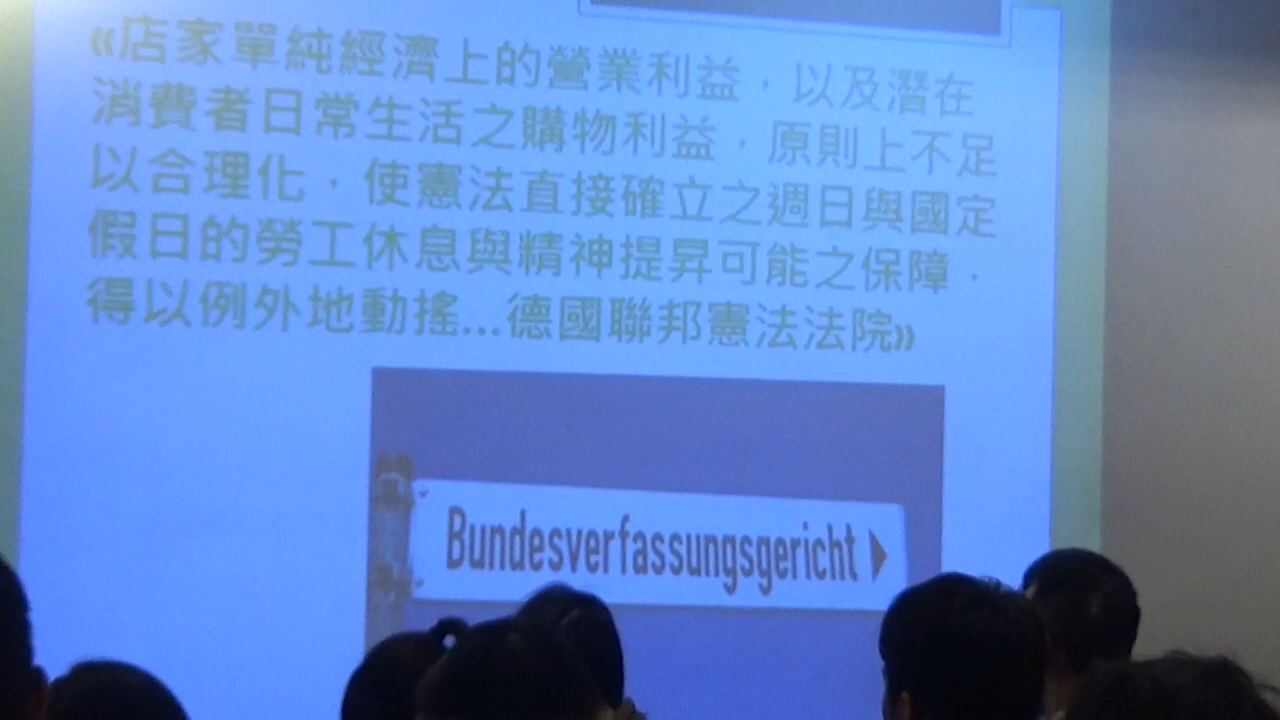 «店家單純經濟上的營業利益，以及潛在
消費者日常生活之購物利益，原則上不足
以合理化，使憲法直接確立之週日與國定
假日的勞工休息與精神提昇可能之保障，
得以例外地動搖...德國聯邦憲法法院»
Bundesverfassungsgericht